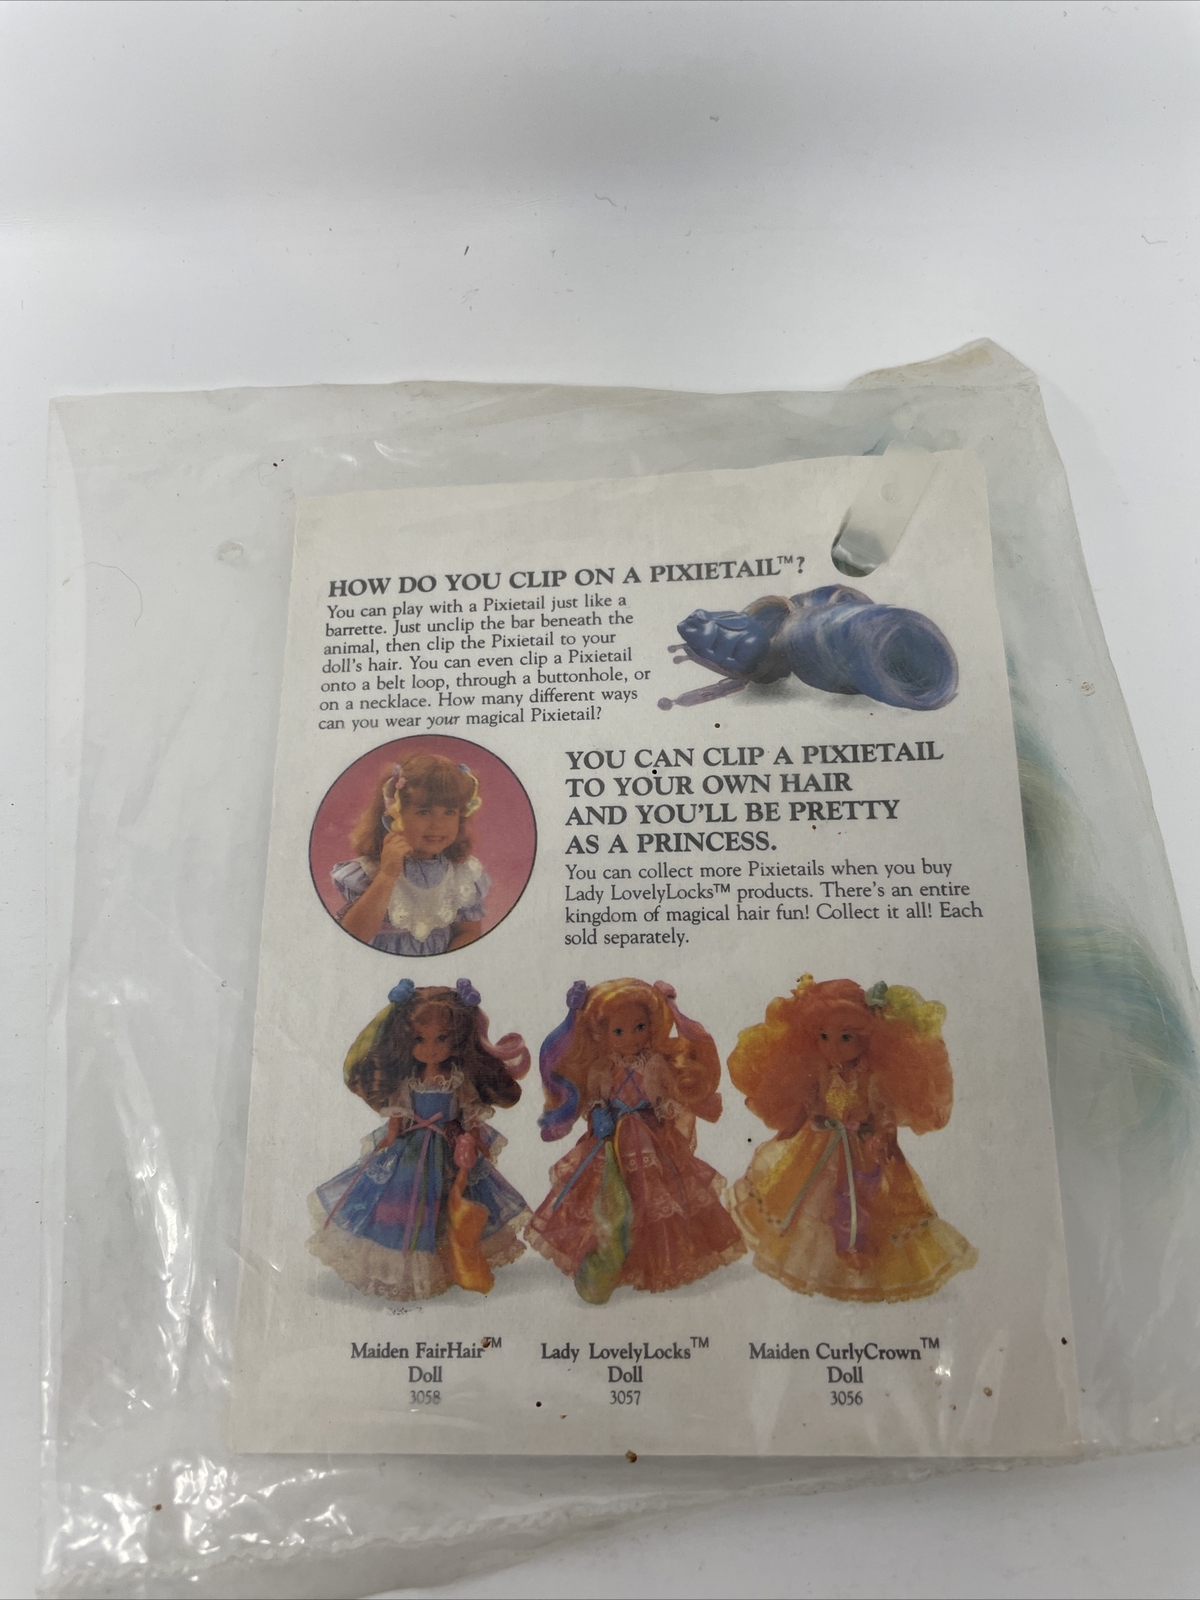 HOW DO YOU CLIP ON A PIXIETAIL™?
You can play with a Pixietail just like a
barrette. Just unclip the bar beneath the
animal, then clip the Pixietail to your
doll's hair. You can even clip a Pixietail
onto a belt loop, through a buttonhole, or
on a necklace. How many different ways
can you wear your magical Pixietail?
YOU CAN CLIP A PIXIETAIL
TO YOUR OWN HAIR
AND YOU'LL BE PRETTY
AS A PRINCESS.
You can collect more Pixietails when you buy
Lady LovelyLocks™ products. There's an entire
kingdom of magical hair fun! Collect it all! Each
sold separately.
Maiden FairHair™
Doll
3058
Lady LovelyLocks™
Doll
3057
Maiden CurlyCrown™
Doll
3056